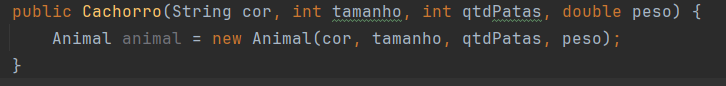 public Cachorro(String cor, int tamanho, int qtdPatas, double peso) {
    Animal animal = new Animal(cor, tamanho, qtdPatas, peso);
}